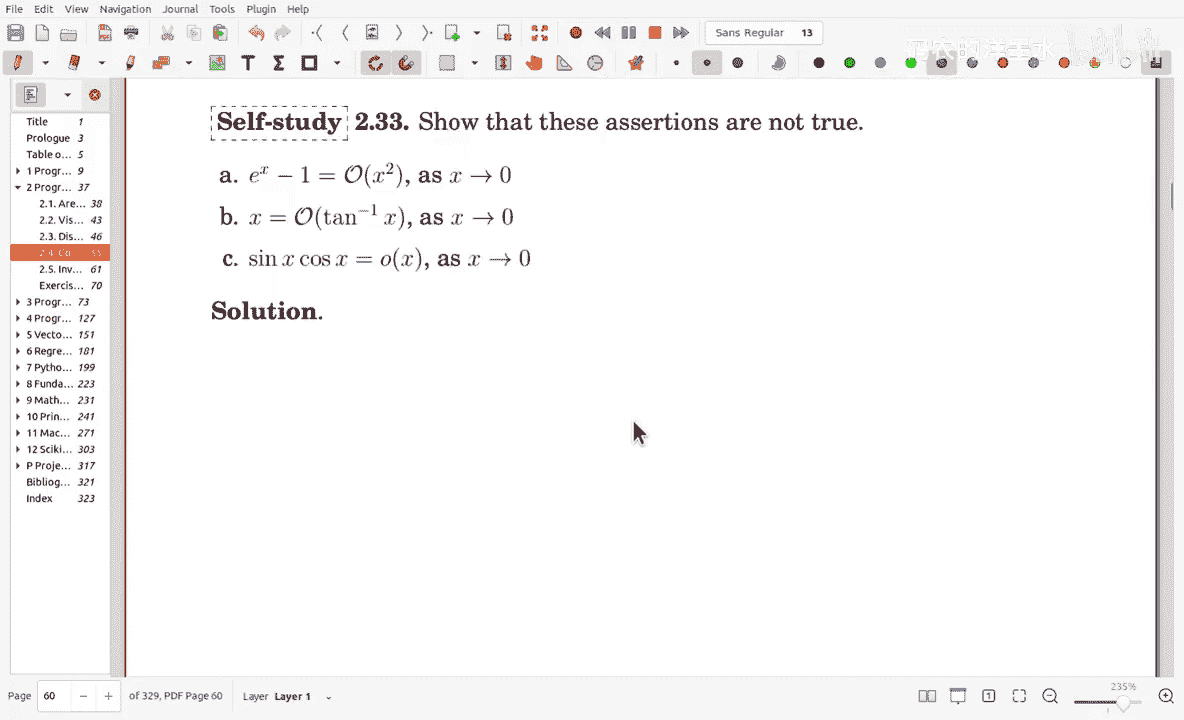 File Edit View Navigation Journal Tools Plugin Help
Sans Regular 13
Title 1
Prologue 3
Table o... 5
1 Progr... 9
2 Progr... 37
2.1. Are... 38
2.2. Vis... 43
2.3. Dis... 46
2.5. Inv... 61
Exercis... 70
3 Progr... 73
4 Progr... 127
5 Vecto... 151
6 Regre... 181
7 Pytho... 199
8 Funda... 223
9 Math... 231
10 Prin... 241
11 Mac... 271
12 Sciki... 303
P Proje... 317
Bibliog... 321
Index 323
Self-study 2.33. Show that these assertions are not true.
a. eˣ − 1 = 𝒪(x²), as x → 0
b. x = 𝒪(tan⁻¹ x), as x → 0
c. sin x cos x = o(x), as x → 0
Solution.
Page 60 − + of 329, PDF Page 60 Layer Layer 1 235%